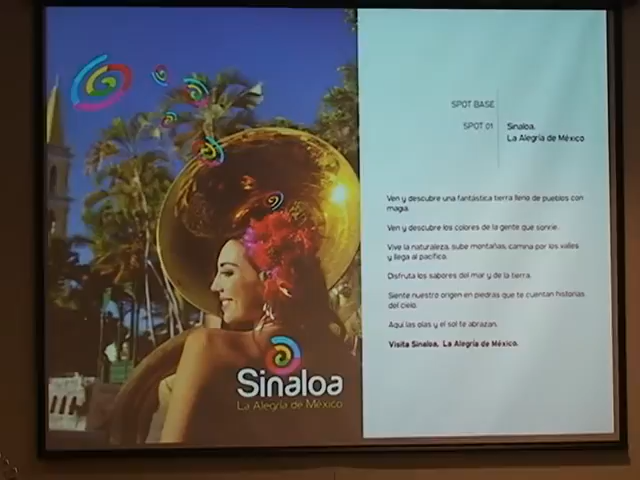 SPOT BASE
SPOT 01
Sinaloa.
La Alegría de México
Ven y descubre una fantástica tierra lleno de pueblos con
magia.
Ven y descubre los colores de la gente que sonríe.
Vive la naturaleza, sube montañas, camina por los valles
y llega al pacífico.
Disfruta los sabores del mar y de la tierra.
Siente nuestro origen en piedras que te cuentan historias
del cielo.
Aquí las olas y el sol te abrazan.
Visita Sinaloa. La Alegría de México.
Sinaloa
La Alegría de México